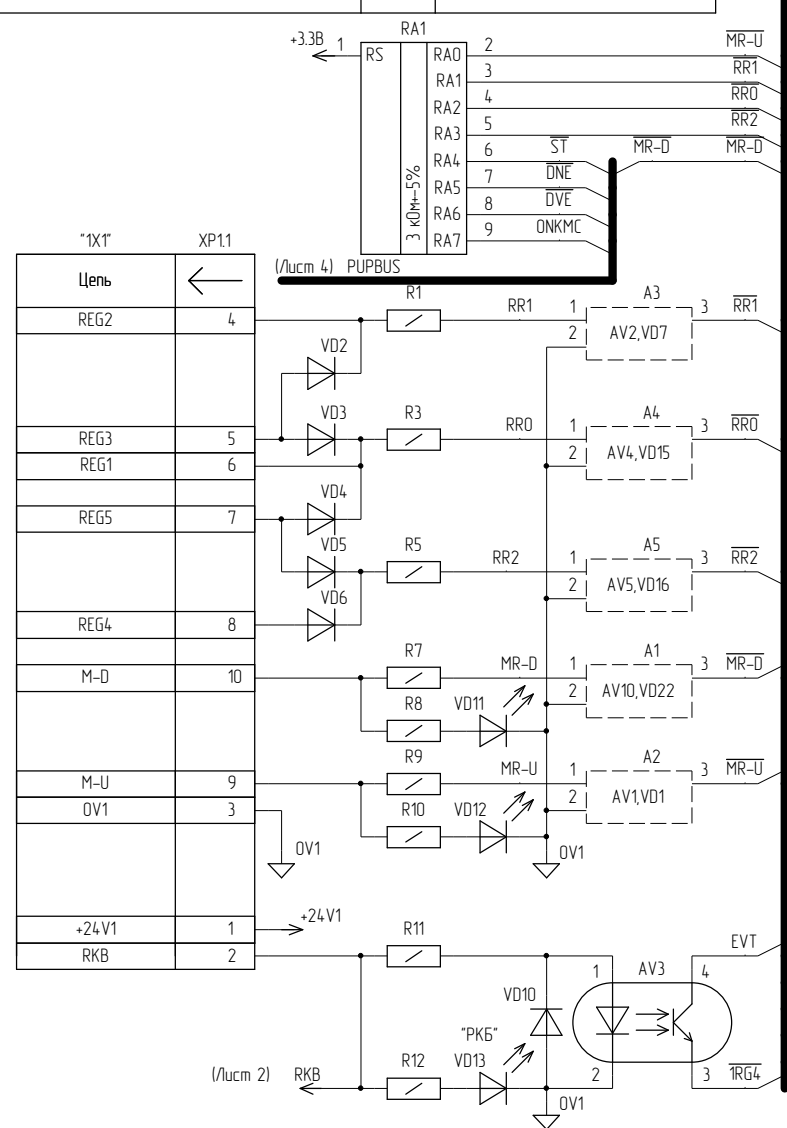 RA1
+3.3В 1 RS RA0 2 MR-U
RA1 3 RR1
RA2 4 RR0
RA3 5 RR2
RA4 6 ST MR-D MR-D
RA5 7 DNE
RA6 8 DVE
RA7 9 ONKMC
3 кОм+-5%
"1X1" XP1.1
Цепь
(Лист 4) PUPBUS
REG2 4 R1 RR1 1 A3 3 RR1
2 AV2,VD7
VD2
REG3 5 VD3 R3 RR0 1 A4 3 RR0
REG1 6 2 AV4,VD15
VD4
REG5 7
VD5 R5 RR2 1 A5 3 RR2
2 AV5,VD16
VD6
REG4 8
M-D 10 R7 MR-D 1 A1 3 MR-D
2 AV10,VD22
R8 VD11
M-U 9 R9 MR-U 1 A2 3 MR-U
0V1 3 2 AV1,VD1
R10 VD12
0V1 0V1
+24V1 1 +24V1
RKB 2 R11
EVT
1 AV3 4
VD10
"РКБ"
(Лист 2) RKB R12 VD13 2 3 1RG4
0V1